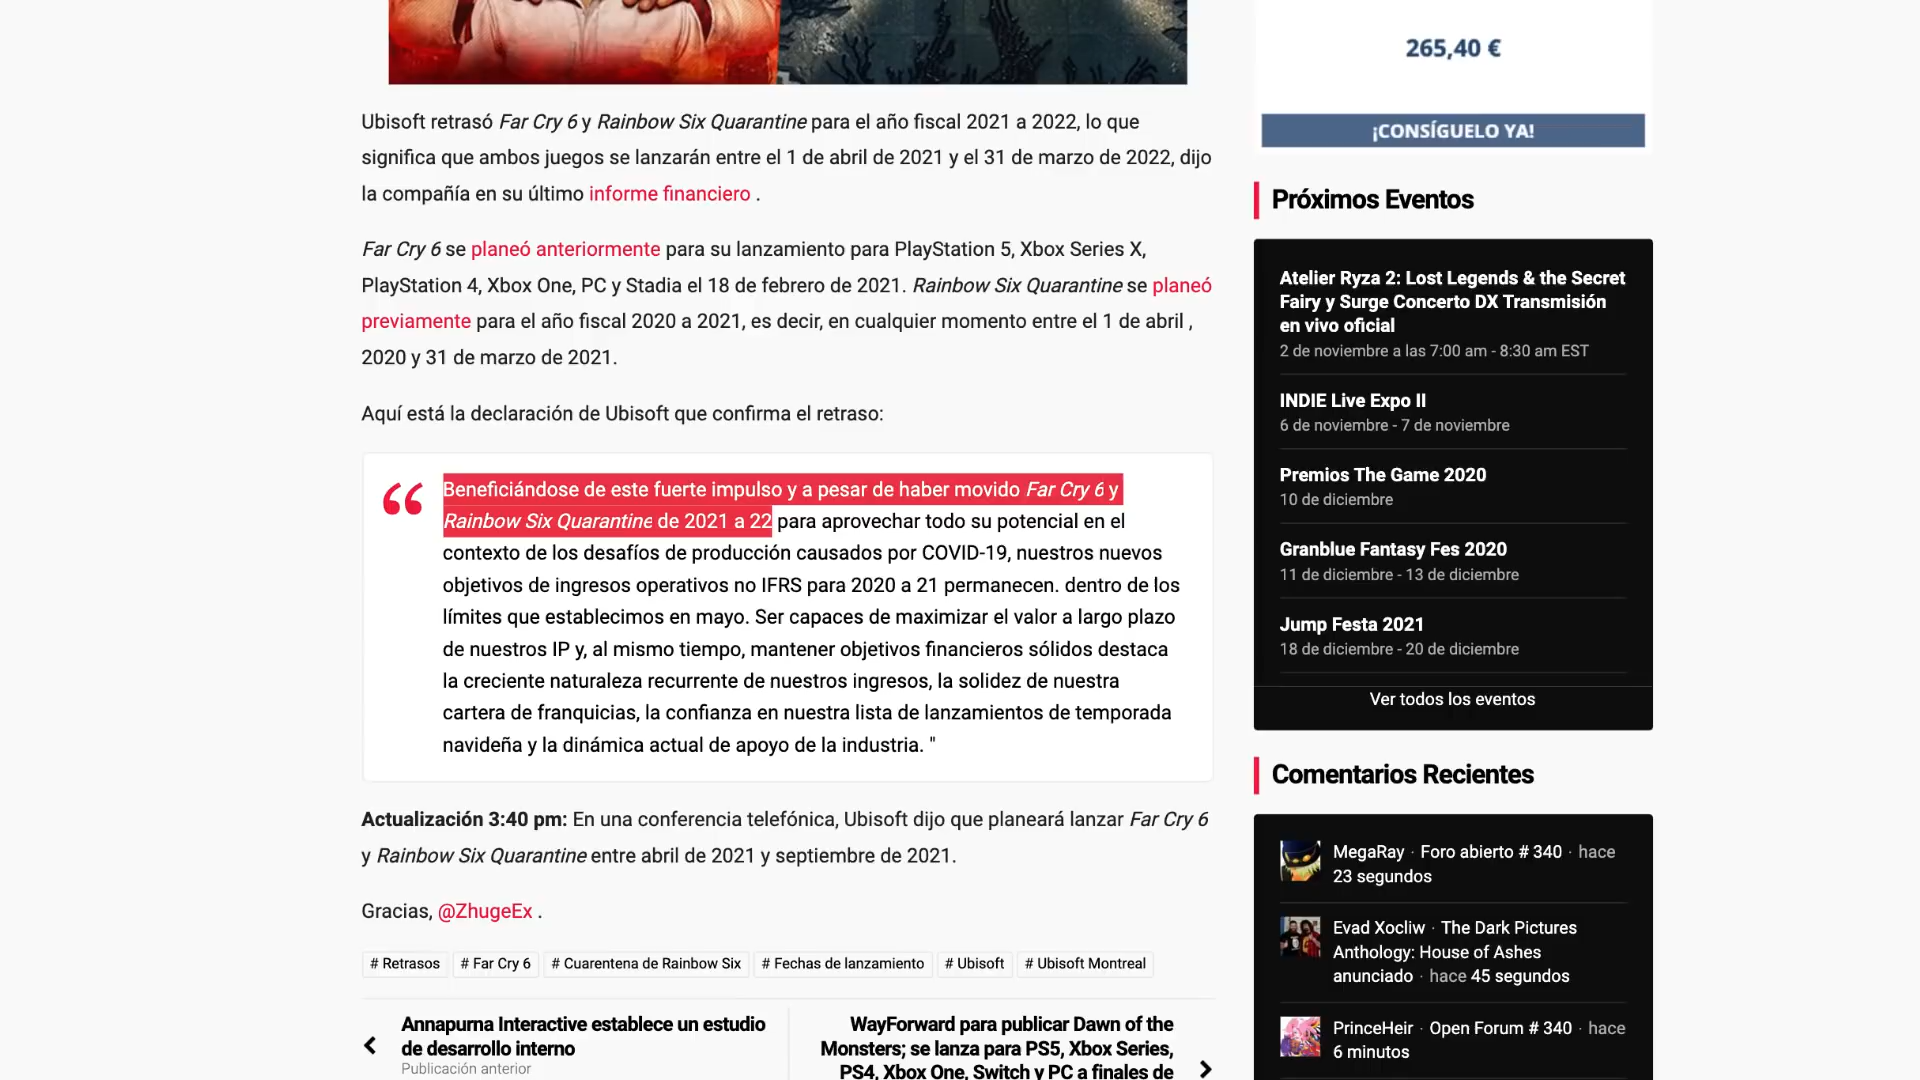 Ubisoft retrasó Far Cry 6 y Rainbow Six Quarantine para el año fiscal 2021 a 2022, lo que
significa que ambos juegos se lanzarán entre el 1 de abril de 2021 y el 31 de marzo de 2022, dijo
la compañía en su último informe financiero .
Far Cry 6 se planeó anteriormente para su lanzamiento para PlayStation 5, Xbox Series X,
PlayStation 4, Xbox One, PC y Stadia el 18 de febrero de 2021. Rainbow Six Quarantine se planeó
previamente para el año fiscal 2020 a 2021, es decir, en cualquier momento entre el 1 de abril ,
2020 y 31 de marzo de 2021.
Aquí está la declaración de Ubisoft que confirma el retraso:
“ Beneficiándose de este fuerte impulso y a pesar de haber movido Far Cry 6 y
Rainbow Six Quarantine de 2021 a 22 para aprovechar todo su potencial en el
contexto de los desafíos de producción causados por COVID-19, nuestros nuevos
objetivos de ingresos operativos no IFRS para 2020 a 21 permanecen. dentro de los
límites que establecimos en mayo. Ser capaces de maximizar el valor a largo plazo
de nuestros IP y, al mismo tiempo, mantener objetivos financieros sólidos destaca
la creciente naturaleza recurrente de nuestros ingresos, la solidez de nuestra
cartera de franquicias, la confianza en nuestra lista de lanzamientos de temporada
navideña y la dinámica actual de apoyo de la industria. "
Actualización 3:40 pm: En una conferencia telefónica, Ubisoft dijo que planeará lanzar Far Cry 6
y Rainbow Six Quarantine entre abril de 2021 y septiembre de 2021.
Gracias, @ZhugeEx .
# Retrasos # Far Cry 6 # Cuarentena de Rainbow Six # Fechas de lanzamiento # Ubisoft # Ubisoft Montreal
Annapurna Interactive establece un estudio
de desarrollo interno
Publicación anterior
WayForward para publicar Dawn of the
Monsters; se lanza para PS5, Xbox Series,
PS4, Xbox One, Switch y PC a finales de
265,40 €
¡CONSÍGUELO YA!
Próximos Eventos
Atelier Ryza 2: Lost Legends & the Secret
Fairy y Surge Concerto DX Transmisión
en vivo oficial
2 de noviembre a las 7:00 am - 8:30 am EST
INDIE Live Expo II
6 de noviembre - 7 de noviembre
Premios The Game 2020
10 de diciembre
Granblue Fantasy Fes 2020
11 de diciembre - 13 de diciembre
Jump Festa 2021
18 de diciembre - 20 de diciembre
Ver todos los eventos
Comentarios Recientes
MegaRay · Foro abierto # 340 · hace
23 segundos
Evad Xocliw · The Dark Pictures
Anthology: House of Ashes
anunciado · hace 45 segundos
PrinceHeir · Open Forum # 340 · hace
6 minutos